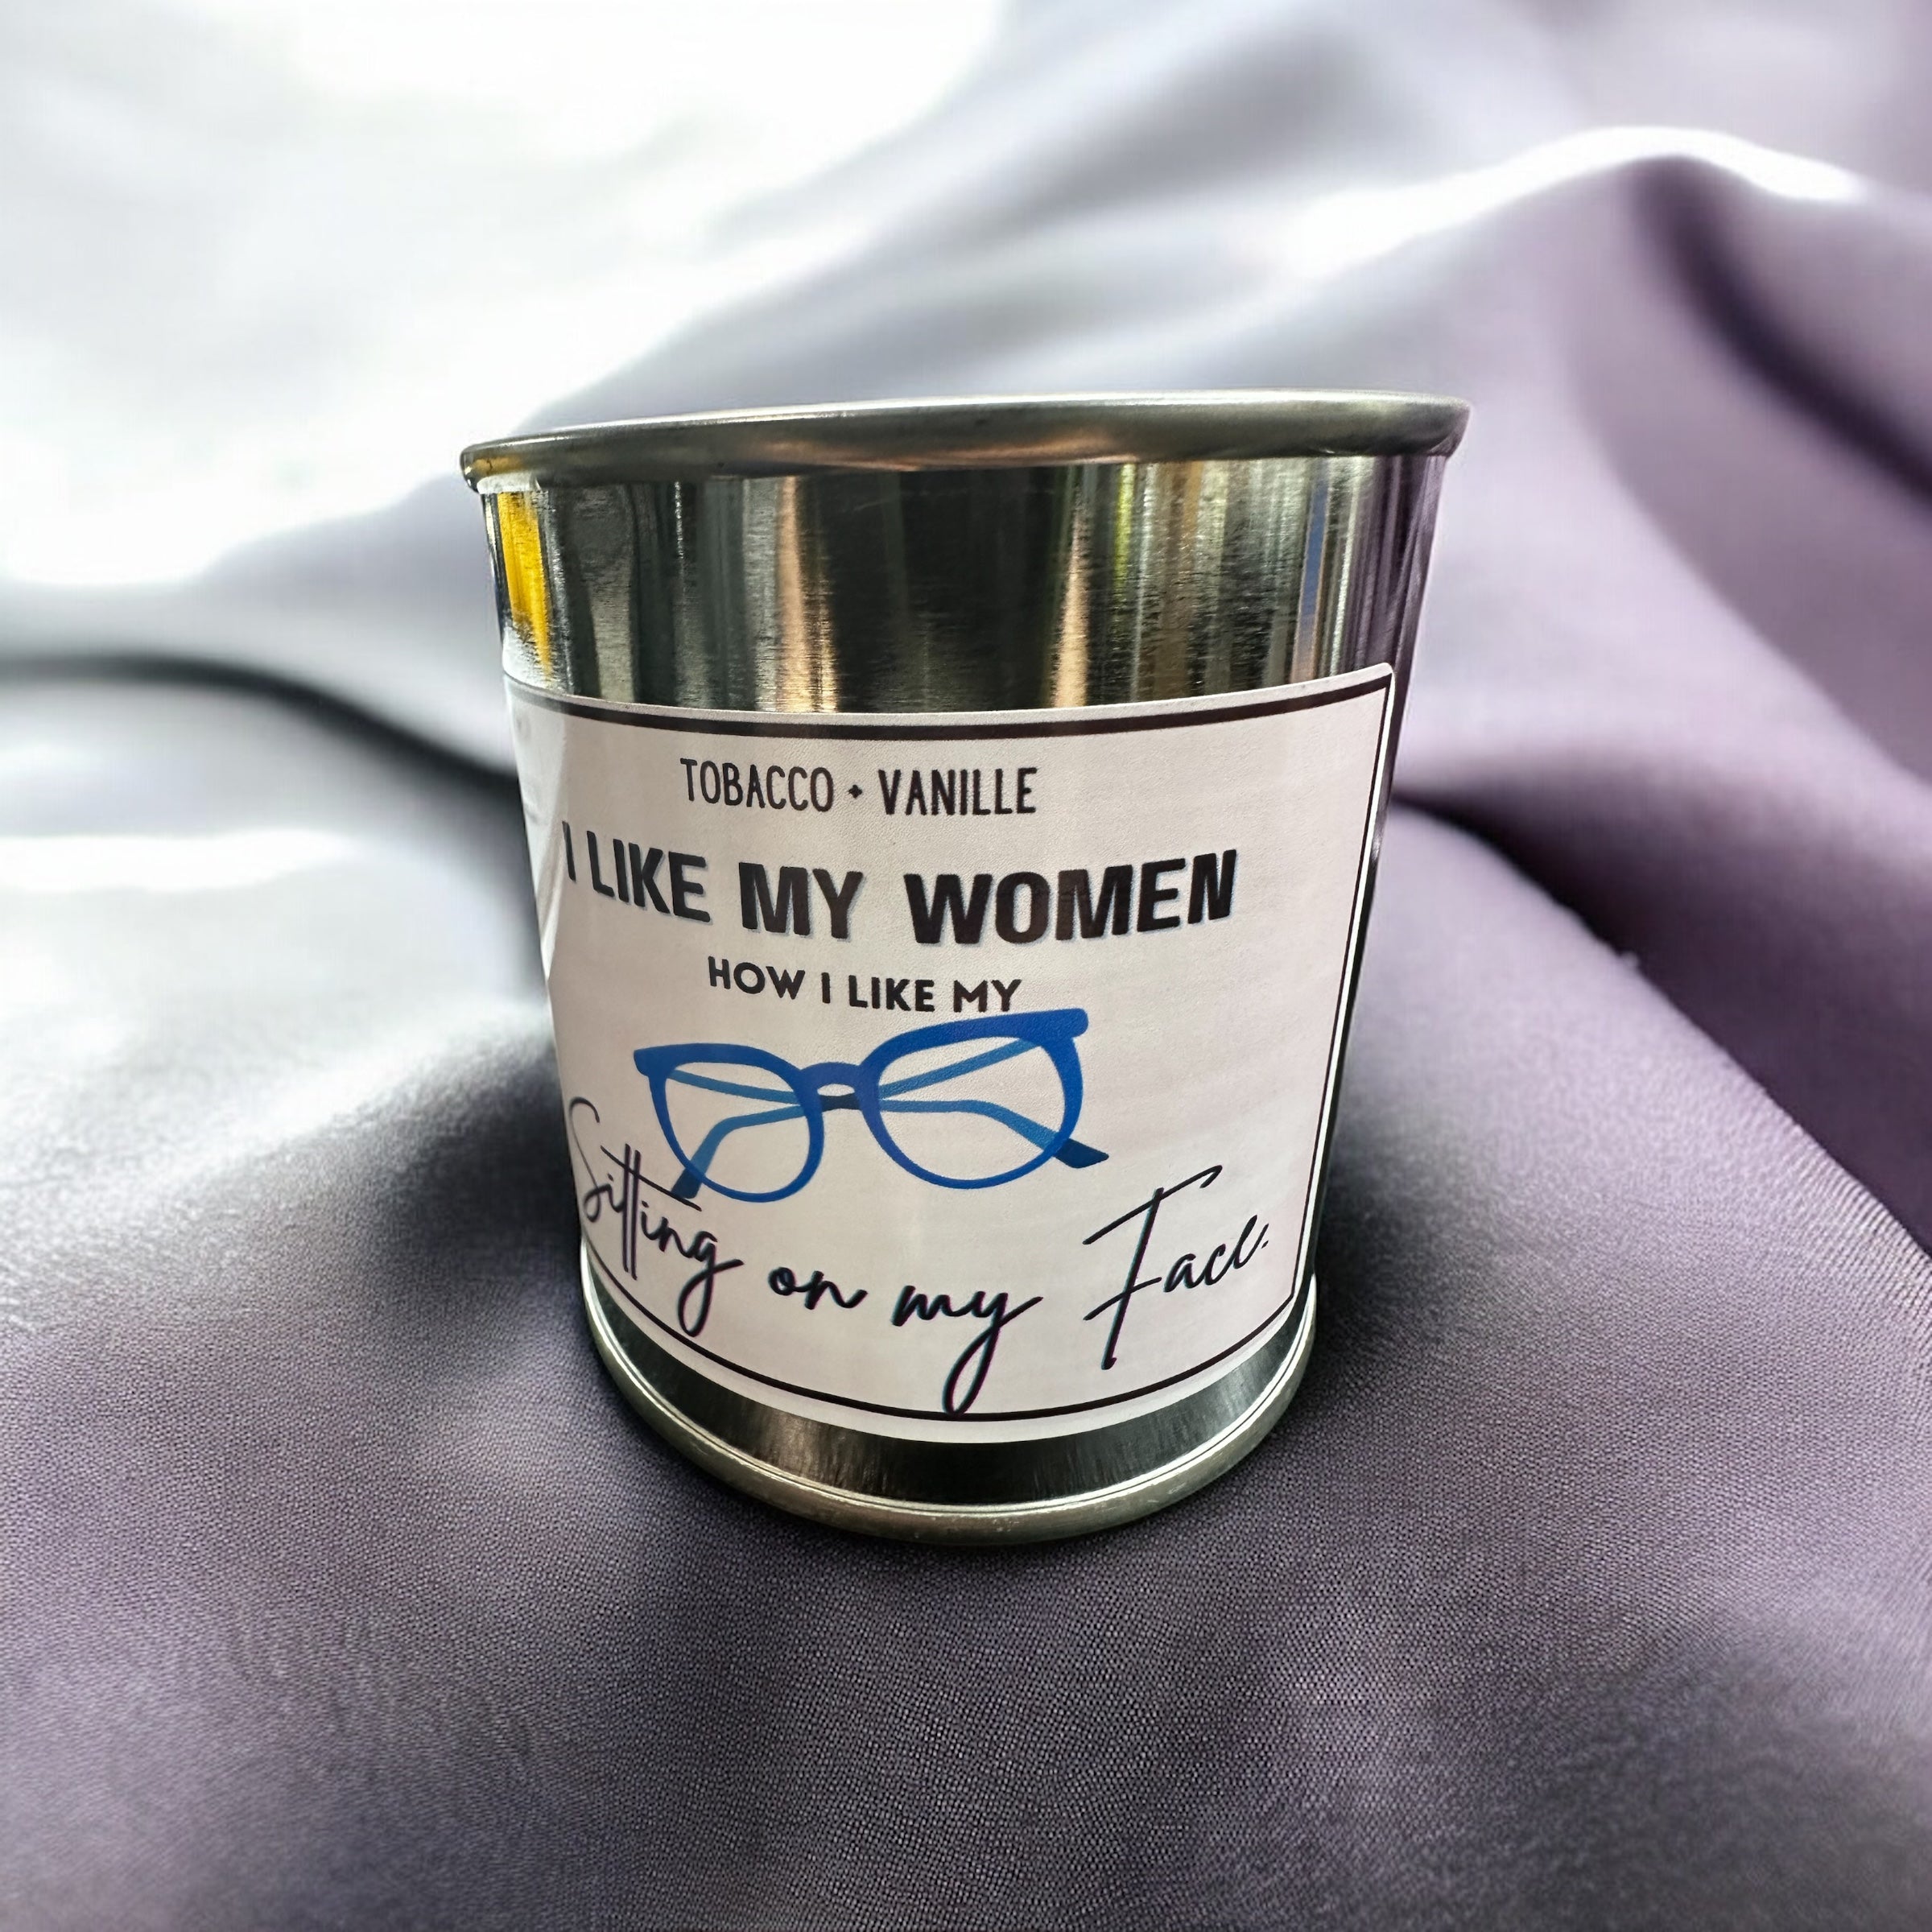 TOBACCO + VANILLE
I LIKE MY WOMEN
HOW I LIKE MY
Sitting on my Face.